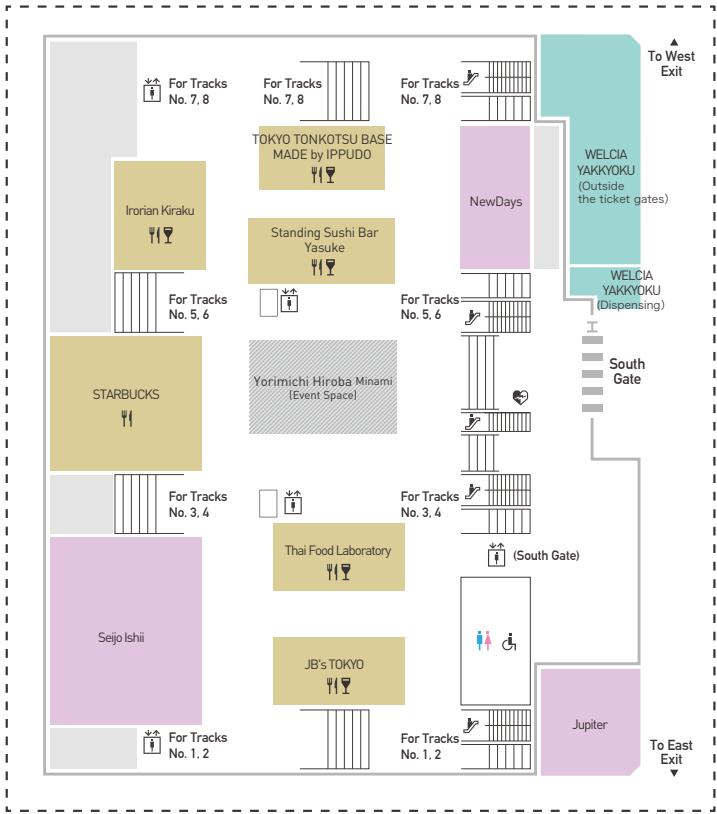 For Tracks
No. 7, 8
For Tracks
No. 7, 8
For Tracks
No. 7, 8
To West
Exit
TOKYO TONKOTSU BASE
MADE by IPPUDO
WELCIA
YAKKYOKU
(Outside
the ticket gates)
Irorian Kiraku
NewDays
Standing Sushi Bar
Yasuke
WELCIA
YAKKYOKU
(Dispensing)
For Tracks
No. 5, 6
For Tracks
No. 5, 6
South
Gate
STARBUCKS
Yorimichi Hiroba Minami
(Event Space)
For Tracks
No. 3, 4
For Tracks
No. 3, 4
Thai Food Laboratory
(South Gate)
Seijo Ishii
JB's TOKYO
Jupiter
For Tracks
No. 1, 2
For Tracks
No. 1, 2
To East
Exit